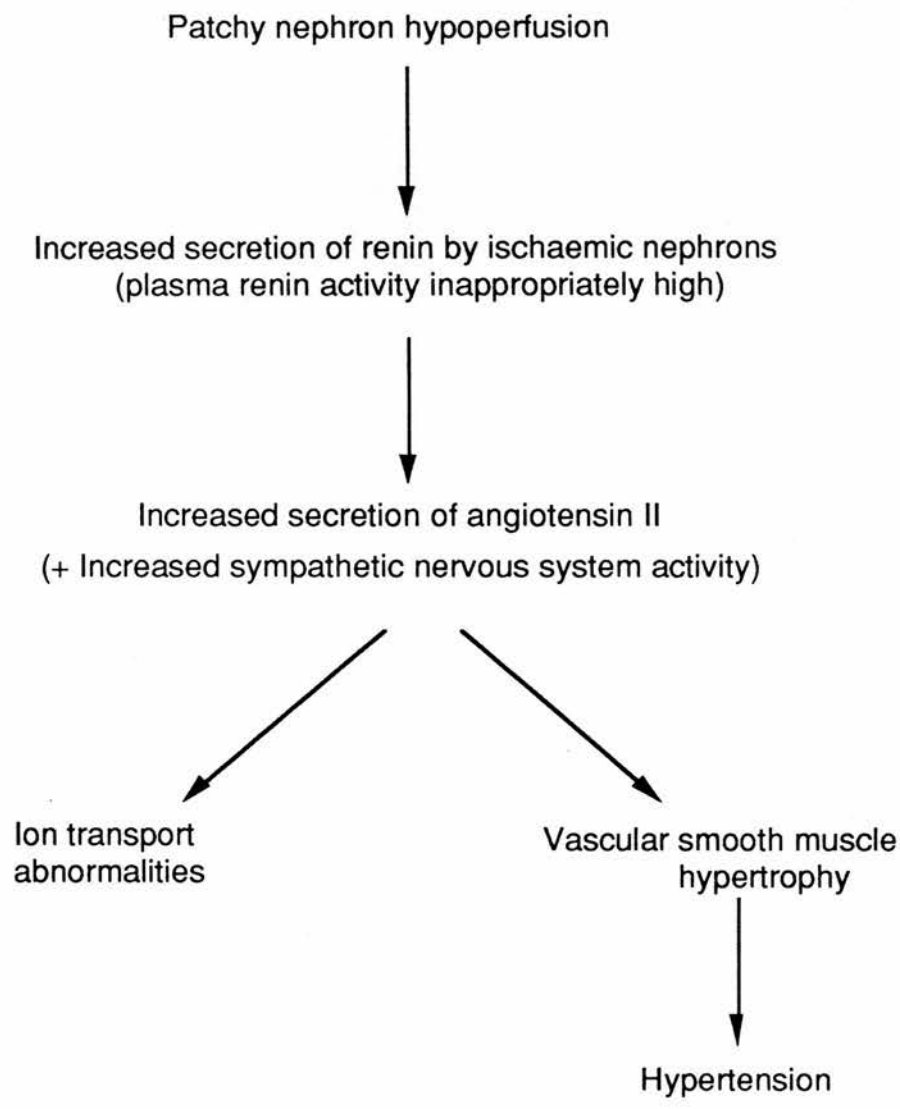 Patchy nephron hypoperfusion
Increased secretion of renin by ischaemic nephrons
(plasma renin activity inappropriately high)
Increased secretion of angiotensin II
(+ Increased sympathetic nervous system activity)
Ion transport
abnormalities
Vascular smooth muscle
hypertrophy
Hypertension